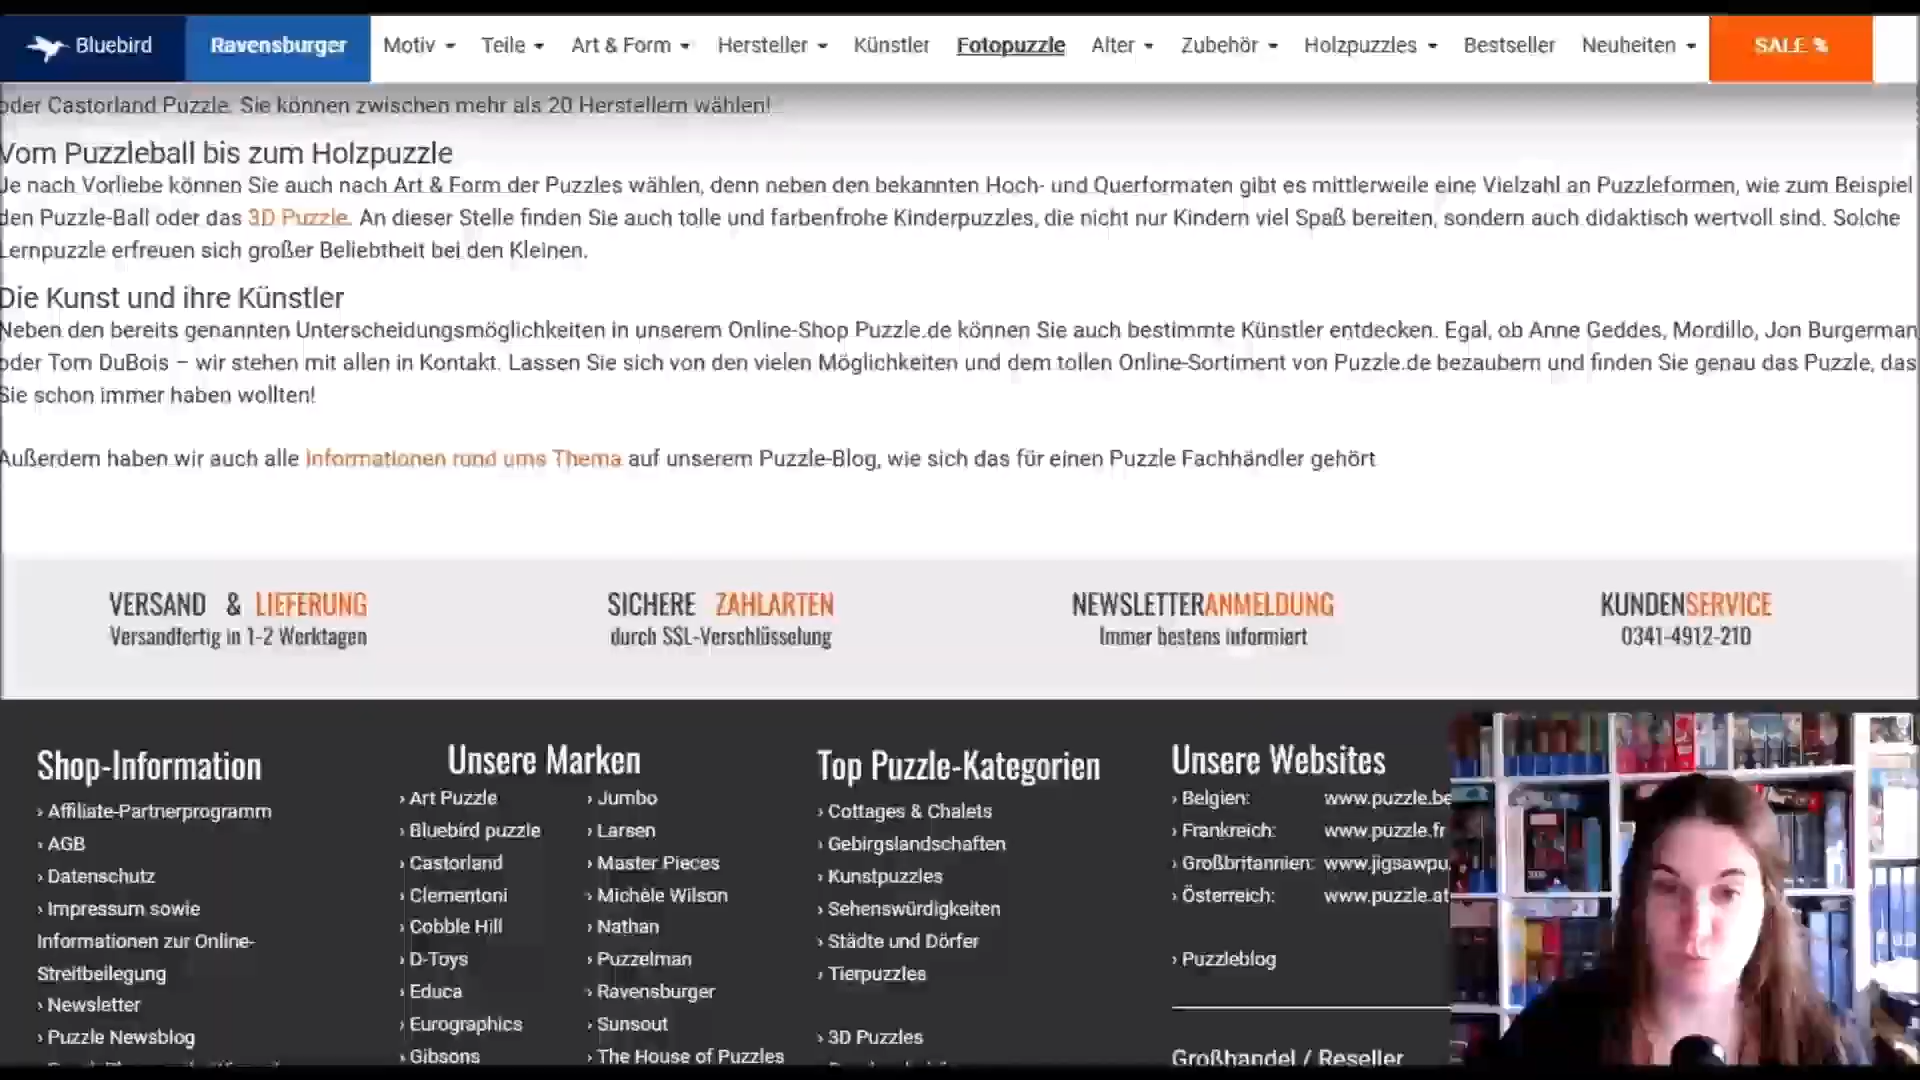 Bluebird Ravensburger Motiv Teile Art & Form Hersteller Künstler Fotopuzzle Alter Zubehör Holzpuzzles Bestseller Neuheiten SALE %
oder Castorland Puzzle. Sie können zwischen mehr als 20 Herstellern wählen!
Vom Puzzleball bis zum Holzpuzzle
Je nach Vorliebe können Sie auch nach Art & Form der Puzzles wählen, denn neben den bekannten Hoch- und Querformaten gibt es mittlerweile eine Vielzahl an Puzzleformen, wie zum Beispiel
den Puzzle-Ball oder das 3D Puzzle. An dieser Stelle finden Sie auch tolle und farbenfrohe Kinderpuzzles, die nicht nur Kindern viel Spaß bereiten, sondern auch didaktisch wertvoll sind. Solche
Lernpuzzle erfreuen sich großer Beliebtheit bei den Kleinen.
Die Kunst und ihre Künstler
Neben den bereits genannten Unterscheidungsmöglichkeiten in unserem Online-Shop Puzzle.de können Sie auch bestimmte Künstler entdecken. Egal, ob Anne Geddes, Mordillo, Jon Burgerman
oder Tom DuBois – wir stehen mit allen in Kontakt. Lassen Sie sich von den vielen Möglichkeiten und dem tollen Online-Sortiment von Puzzle.de bezaubern und finden Sie genau das Puzzle, das
Sie schon immer haben wollten!
Außerdem haben wir auch alle Informationen rund ums Thema auf unserem Puzzle-Blog, wie sich das für einen Puzzle Fachhändler gehört
VERSAND & LIEFERUNG
Versandfertig in 1-2 Werktagen
SICHERE ZAHLARTEN
durch SSL-Verschlüsselung
NEWSLETTERANMELDUNG
Immer bestens informiert
KUNDENSERVICE
0341-4912-210
Shop-Information
› Affiliate-Partnerprogramm
› AGB
› Datenschutz
› Impressum sowie
Informationen zur Online-
Streitbeilegung
› Newsletter
› Puzzle Newsblog
Unsere Marken
› Art Puzzle
› Bluebird puzzle
› Castorland
› Clementoni
› Cobble Hill
› D-Toys
› Educa
› Eurographics
› Gibsons
› Jumbo
› Larsen
› Master Pieces
› Michèle Wilson
› Nathan
› Puzzelman
› Ravensburger
› Sunsout
› The House of Puzzles
Top Puzzle-Kategorien
› Cottages & Chalets
› Gebirgslandschaften
› Kunstpuzzles
› Sehenswürdigkeiten
› Städte und Dörfer
› Tierpuzzles
› 3D Puzzles
Unsere Websites
› Belgien: www.puzzle.be
› Frankreich: www.puzzle.fr
› Großbritannien: www.jigsawpu
› Österreich: www.puzzle.at
› Puzzleblog
Großhandel / Reseller